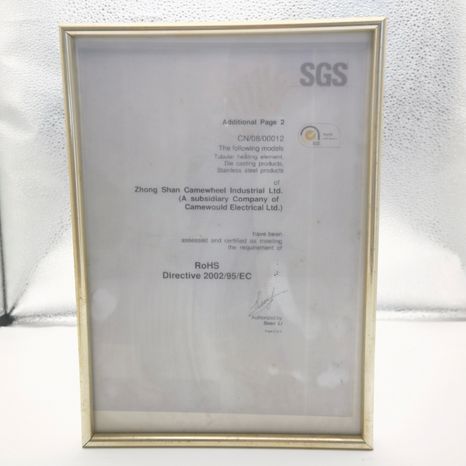 SGS
Additional Page 2
CN/08/00012
The following models
Tubular heating element,
Die casting products,
Stainless steel products
of
Zhong Shan Camewheel Industrial Ltd.
(A subsidiary Company of
Camewould Electrical Ltd.)
have been
assessed and certified as meeting
the requirement of
RoHS
Directive 2002/95/EC
Authorized by